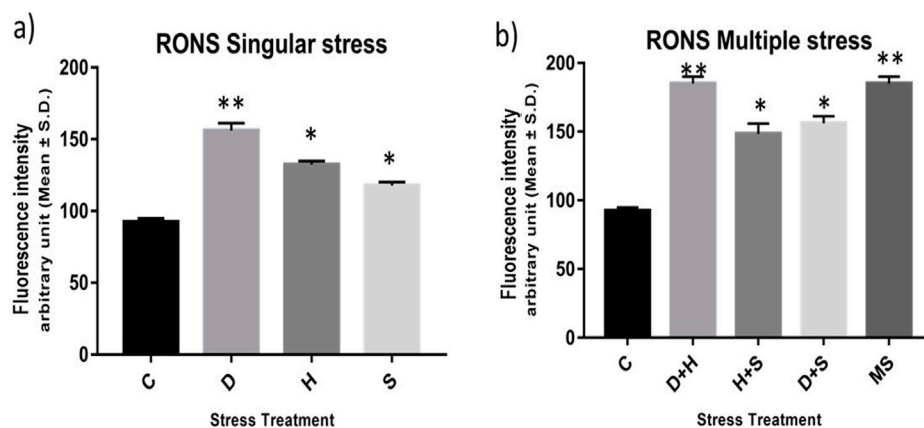 a)
RONS Singular stress
Fluorescence intensity
arbitrary unit (Mean ± S.D.)
200
150
100
50
0
**
*
*
C
D
H
S
Stress Treatment
b)
RONS Multiple stress
Fluorescence intensity
arbitrary unit (Mean ± S.D.)
200
150
100
50
0
**
*
*
**
C
D+H
H+S
D+S
MS
Stress Treatment